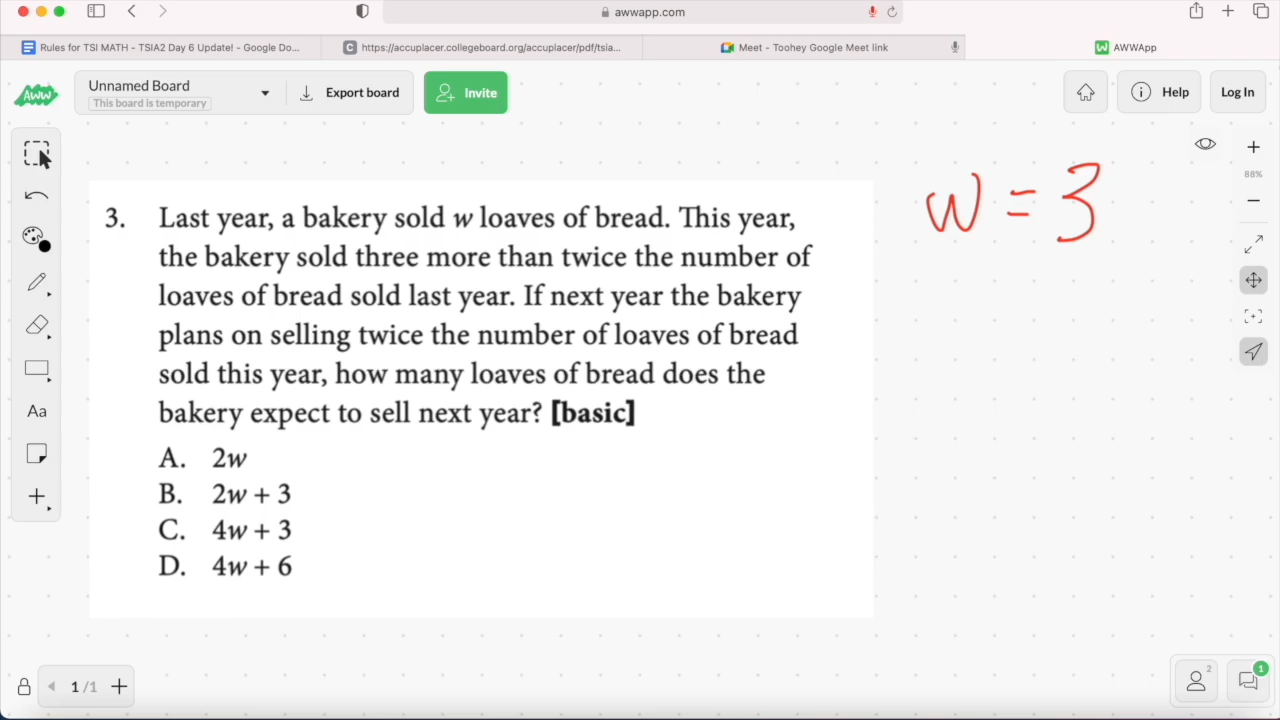 awwapp.com
Rules for TSI MATH - TSIA2 Day 6 Update! - Google Do...
C https://accuplacer.collegeboard.org/accuplacer/pdf/tsia...
Meet - Toohey Google Meet link
W AWWApp
AWW
Unnamed Board
This board is temporary
Export board
Invite
Help
Log In
88%
w = 3
3. Last year, a bakery sold w loaves of bread. This year,
the bakery sold three more than twice the number of
loaves of bread sold last year. If next year the bakery
plans on selling twice the number of loaves of bread
sold this year, how many loaves of bread does the
bakery expect to sell next year? [basic]
A. 2w
B. 2w + 3
C. 4w + 3
D. 4w + 6
Aa
1 / 1
2
1